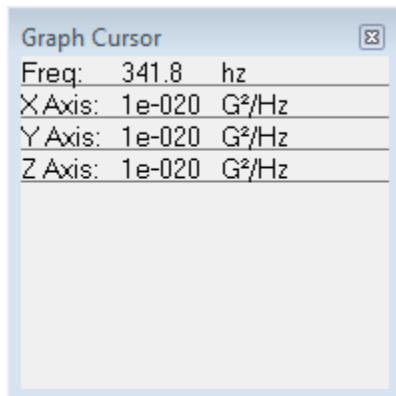 Graph Cursor
Freq: 341.8 hz
X Axis: 1e-020 G²/Hz
Y Axis: 1e-020 G²/Hz
Z Axis: 1e-020 G²/Hz